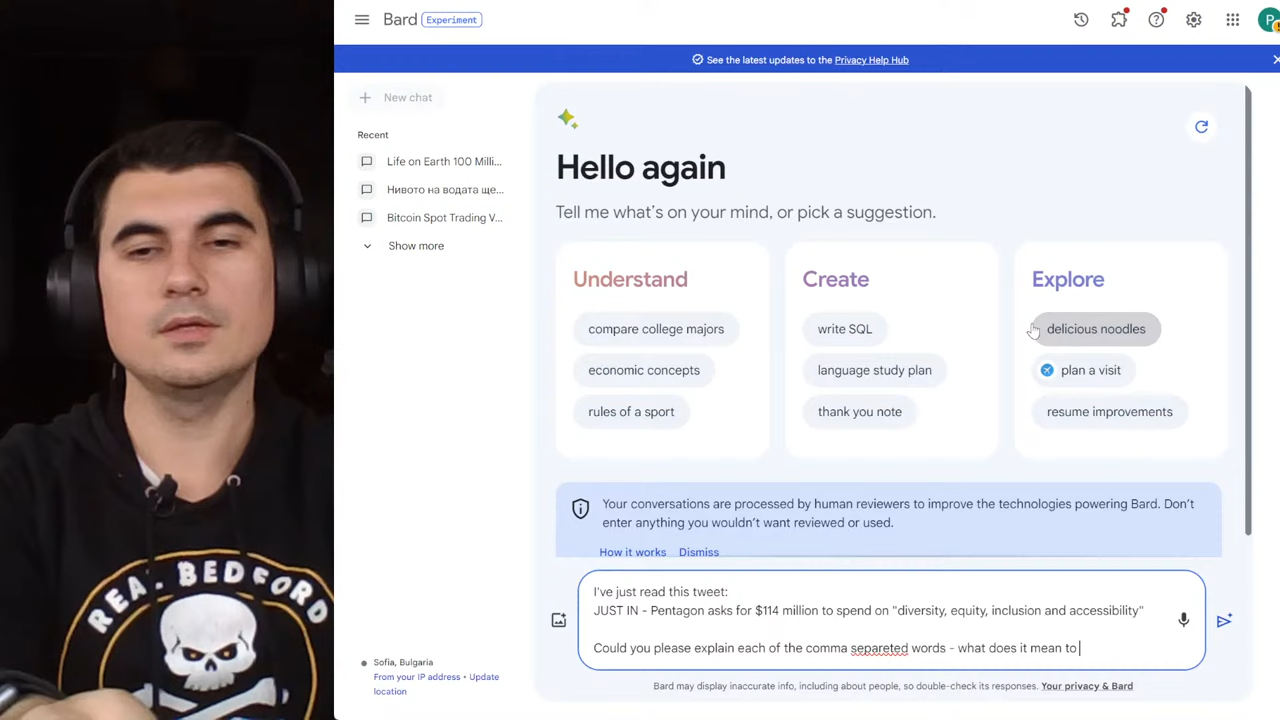 Bard Experiment
P
See the latest updates to the Privacy Help Hub
New chat
Recent
Life on Earth 100 Milli...
Нивото на водата ще...
Bitcoin Spot Trading V...
Show more
Hello again
Tell me what's on your mind, or pick a suggestion.
Understand
compare college majors
economic concepts
rules of a sport
Create
write SQL
language study plan
thank you note
Explore
delicious noodles
plan a visit
resume improvements
Your conversations are processed by human reviewers to improve the technologies powering Bard. Don't
enter anything you wouldn't want reviewed or used.
How it works Dismiss
I've just read this tweet:
JUST IN - Pentagon asks for $114 million to spend on "diversity, equity, inclusion and accessibility"
Could you please explain each of the comma separeted words - what does it mean to
Sofia, Bulgaria
From your IP address • Update
location
Bard may display inaccurate info, including about people, so double-check its responses. Your privacy & Bard
REAL BEDFORD